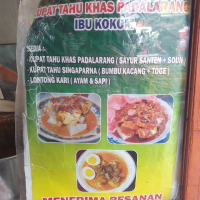 KUPAT TAHU KHAS PADALARANG
IBU KOKOM
SEDIA :
- KUPAT TAHU KHAS PADALARANG ( SAYUR SANTEN + SOUN )
- KUPAT TAHU SINGAPARNA ( BUMBU KACANG + TOGE )
- LONTONG KARI ( AYAM & SAPI )
MENERIMA PESANAN